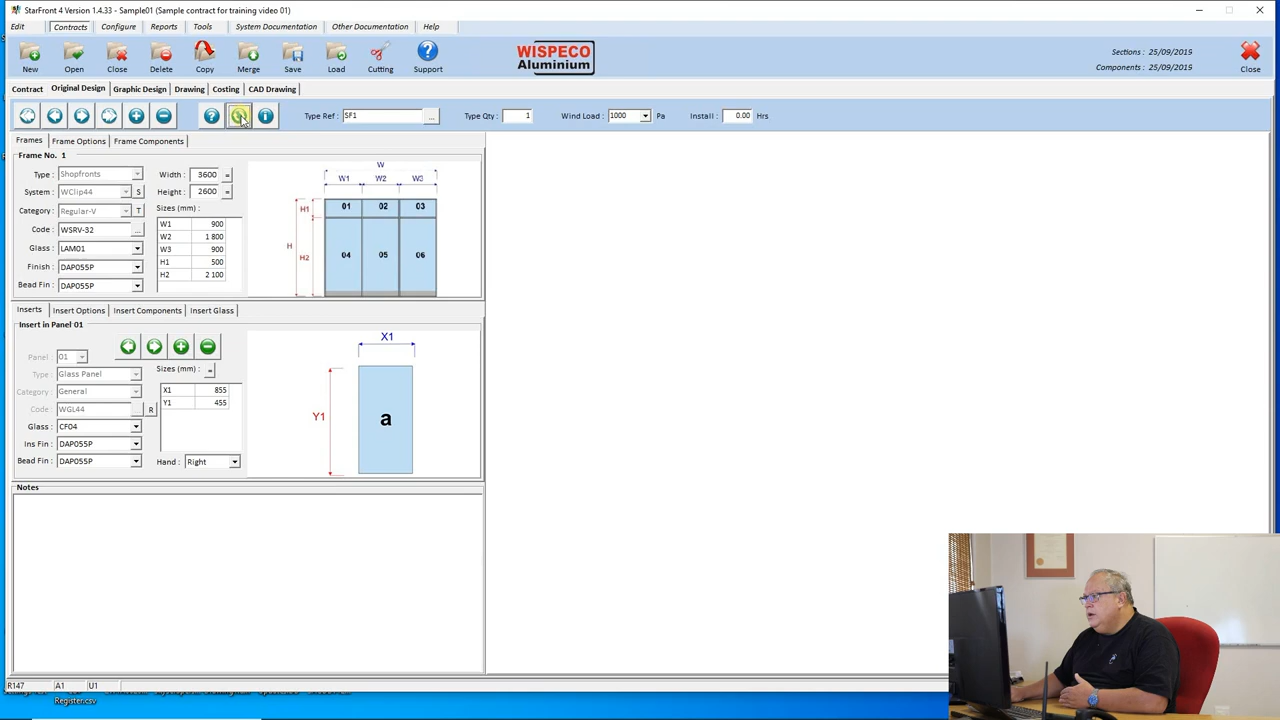 StarFront 4 Version 1.4.33 - Sample01 (Sample contract for training video 01)
Edit Contracts Configure Reports Tools System Documentation Other Documentation Help
New Open Close Delete Copy Merge Save Load Cutting Support
WISPECO
Aluminium
Sections : 25/09/2019
Components : 25/09/2019
Close
Contract Original Design Graphic Design Drawing Costing CAD Drawing
Type Ref : SF1 ... Type Qty : 1 Wind Load : 1000 Pa Install : 0.00 Hrs
Frames Frame Options Frame Components
Frame No. 1
Type : Shopfronts
System : WClip44 S
Category : Regular-V T
Code : WSRV-32 ...
Glass : LAM01
Finish : DAP055P
Bead Fin : DAP055P
Width : 3600 =
Height : 2600 =
Sizes (mm) :
W1 900
W2 1 800
W3 900
H1 500
H2 2 100
W
W1 W2 W3
H1 01 02 03
H
H2 04 05 06
Inserts Insert Options Insert Components Insert Glass
Insert in Panel 01
Panel : 01
Type : Glass Panel
Category : General
Code : WGL44 R
Glass : CF04
Ins Fin : DAP055P
Bead Fin : DAP055P
Sizes (mm) : =
X1 855
Y1 455
Hand : Right
X1
Y1 a
Notes
R147 A1 U1
Register.csv